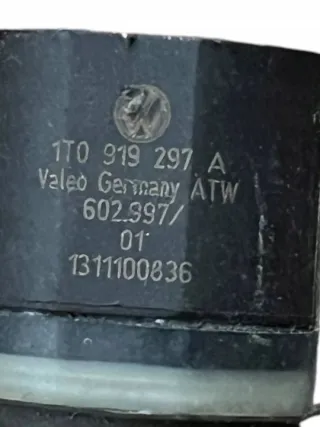 1T0 919 297 A
Valeo Germany ATW
602.997/
01
1311100836